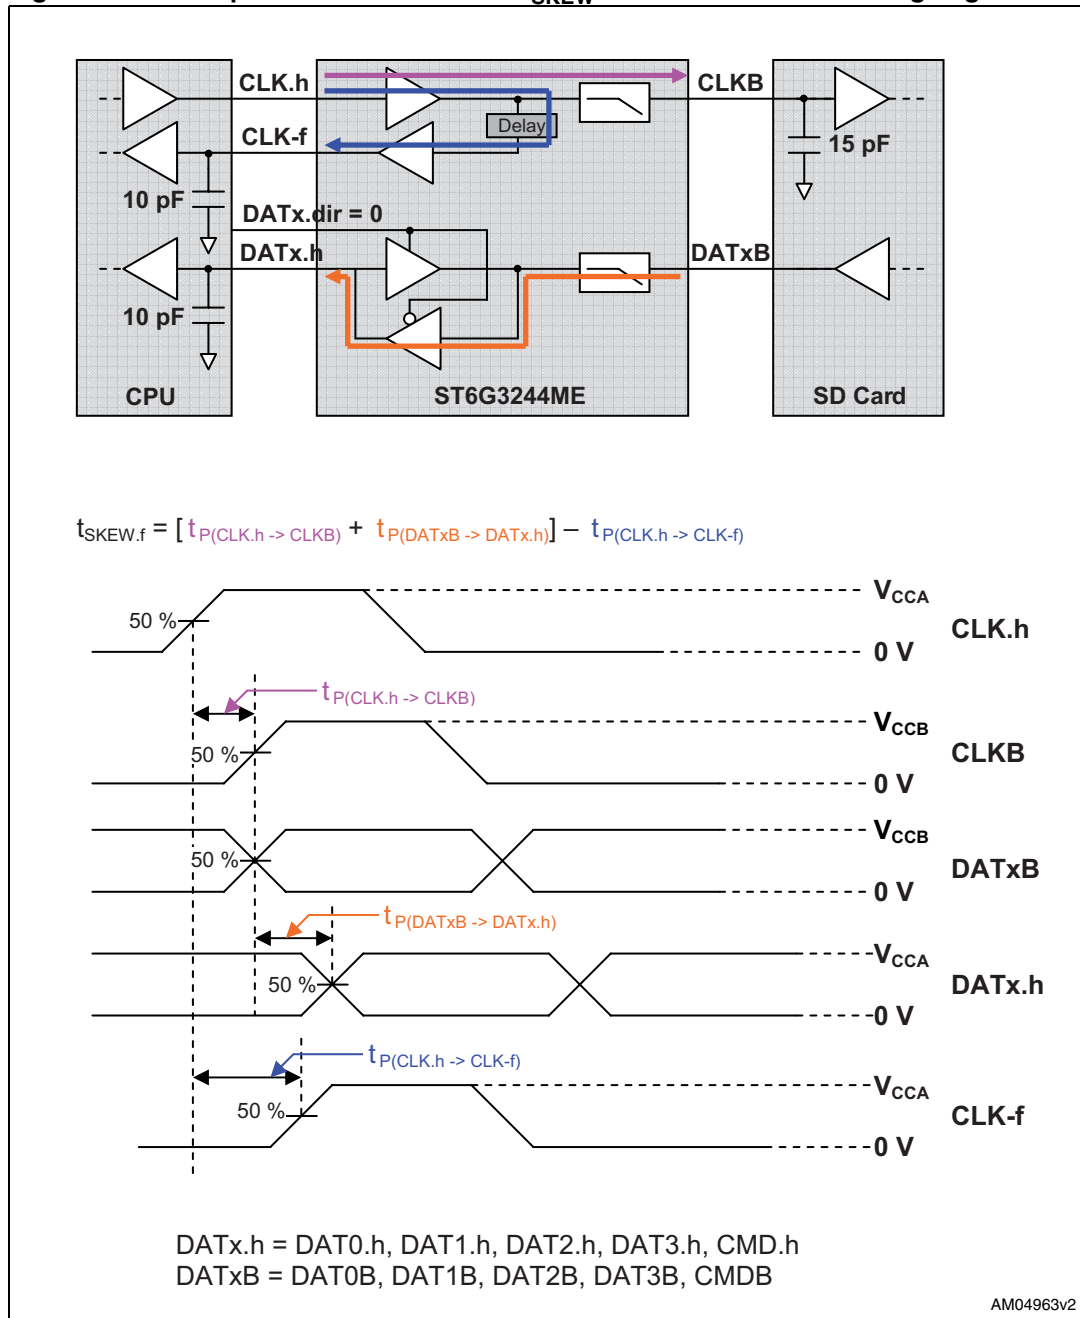 CLK.h
CLKB
Delay
CLK-f
15 pF
10 pF
DATx.dir = 0
DATx.h
DATxB
10 pF
CPU
ST6G3244ME
SD Card
tSKEW.f = [ tP(CLK.h -> CLKB) + tP(DATxB -> DATx.h)] – tP(CLK.h -> CLK-f)
VCCA
50 %
CLK.h
0 V
tP(CLK.h -> CLKB)
VCCB
50 %
CLKB
0 V
VCCB
50 %
DATxB
0 V
tP(DATxB -> DATx.h)
VCCA
50 %
DATx.h
0 V
tP(CLK.h -> CLK-f)
VCCA
50 %
CLK-f
0 V
DATx.h = DAT0.h, DAT1.h, DAT2.h, DAT3.h, CMD.h
DATxB = DAT0B, DAT1B, DAT2B, DAT3B, CMDB
AM04963v2